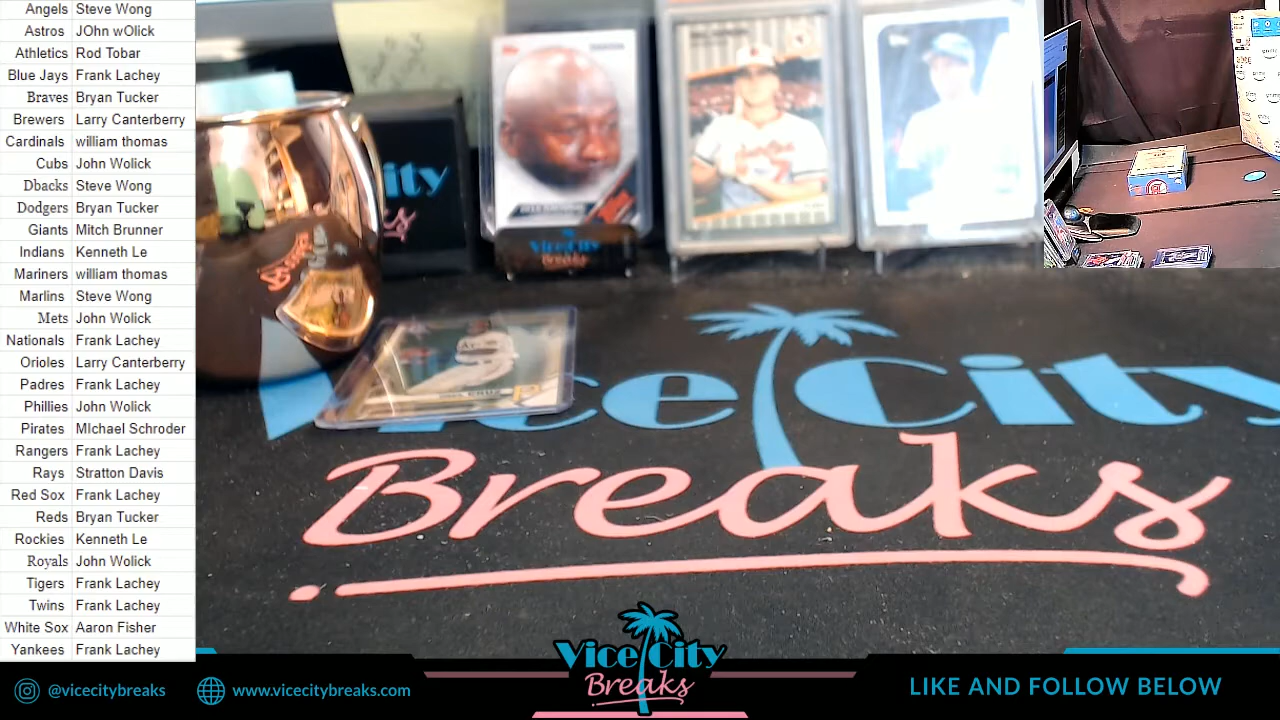 Angels Steve Wong
Astros JOhn wOlick
Athletics Rod Tobar
Blue Jays Frank Lachey
Braves Bryan Tucker
Brewers Larry Canterberry
Cardinals william thomas
Cubs John Wolick
Dbacks Steve Wong
Dodgers Bryan Tucker
Giants Mitch Brunner
Indians Kenneth Le
Mariners william thomas
Marlins Steve Wong
Mets John Wolick
Nationals Frank Lachey
Orioles Larry Canterberry
Padres Frank Lachey
Phillies John Wolick
Pirates MIchael Schroder
Rangers Frank Lachey
Rays Stratton Davis
Red Sox Frank Lachey
Reds Bryan Tucker
Rockies Kenneth Le
Royals John Wolick
Tigers Frank Lachey
Twins Frank Lachey
White Sox Aaron Fisher
Yankees Frank Lachey
Vice City
Breaks
Vice City
Breaks
@vicecitybreaks
www.vicecitybreaks.com
LIKE AND FOLLOW BELOW